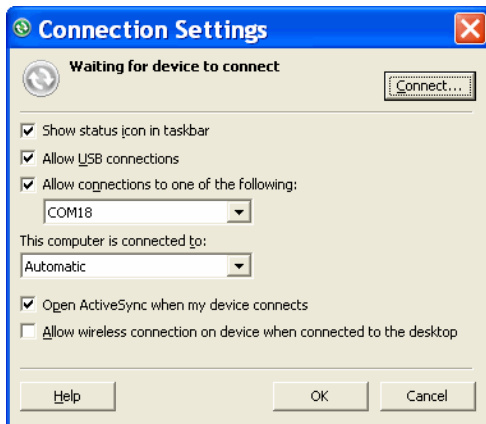 Connection Settings
Waiting for device to connect
Connect...
Show status icon in taskbar
Allow USB connections
Allow connections to one of the following:
COM18
This computer is connected to:
Automatic
Open ActiveSync when my device connects
Allow wireless connection on device when connected to the desktop
Help
OK
Cancel